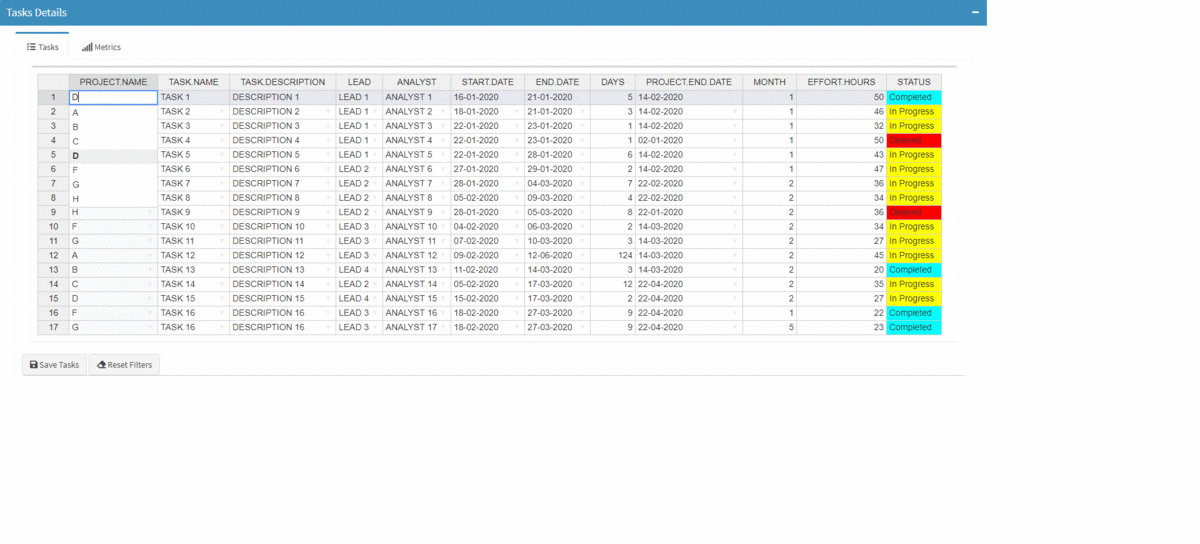 Tasks Details
Tasks Metrics
PROJECT.NAME TASK.NAME TASK.DESCRIPTION LEAD ANALYST START.DATE END.DATE DAYS PROJECT.END.DATE MONTH EFFORT.HOURS STATUS
1 D TASK 1 DESCRIPTION 1 LEAD 1 ANALYST 1 16-01-2020 21-01-2020 5 14-02-2020 1 50 Completed
2 A TASK 2 DESCRIPTION 2 LEAD 1 ANALYST 2 18-01-2020 21-01-2020 3 14-02-2020 1 46 In Progress
3 B TASK 3 DESCRIPTION 3 LEAD 1 ANALYST 3 22-01-2020 23-01-2020 1 14-02-2020 1 32 In Progress
4 C TASK 4 DESCRIPTION 4 LEAD 1 ANALYST 4 22-01-2020 23-01-2020 1 02-01-2020 1 50 Delayed
5 D TASK 5 DESCRIPTION 5 LEAD 1 ANALYST 5 22-01-2020 28-01-2020 6 14-02-2020 1 43 In Progress
6 F TASK 6 DESCRIPTION 6 LEAD 2 ANALYST 6 27-01-2020 29-01-2020 2 14-02-2020 1 47 In Progress
7 G TASK 7 DESCRIPTION 7 LEAD 2 ANALYST 7 28-01-2020 04-03-2020 7 22-02-2020 2 36 In Progress
8 H TASK 8 DESCRIPTION 8 LEAD 2 ANALYST 8 05-02-2020 09-03-2020 4 22-02-2020 2 34 In Progress
9 H TASK 9 DESCRIPTION 9 LEAD 2 ANALYST 9 28-01-2020 05-03-2020 8 22-01-2020 2 36 Delayed
10 F TASK 10 DESCRIPTION 10 LEAD 3 ANALYST 10 04-02-2020 06-03-2020 2 14-03-2020 2 34 In Progress
11 G TASK 11 DESCRIPTION 11 LEAD 3 ANALYST 11 07-02-2020 10-03-2020 3 14-03-2020 2 27 In Progress
12 A TASK 12 DESCRIPTION 12 LEAD 3 ANALYST 12 09-02-2020 12-06-2020 124 14-03-2020 2 45 In Progress
13 B TASK 13 DESCRIPTION 13 LEAD 4 ANALYST 13 11-02-2020 14-03-2020 3 14-03-2020 2 20 Completed
14 C TASK 14 DESCRIPTION 14 LEAD 2 ANALYST 14 05-02-2020 17-03-2020 12 22-04-2020 2 35 In Progress
15 D TASK 15 DESCRIPTION 15 LEAD 4 ANALYST 15 15-02-2020 17-03-2020 2 22-04-2020 2 27 In Progress
16 F TASK 16 DESCRIPTION 16 LEAD 3 ANALYST 16 18-02-2020 27-03-2020 9 22-04-2020 1 22 Completed
17 G TASK 16 DESCRIPTION 16 LEAD 3 ANALYST 17 18-02-2020 27-03-2020 9 22-04-2020 5 23 Completed
Save Tasks Reset Filters